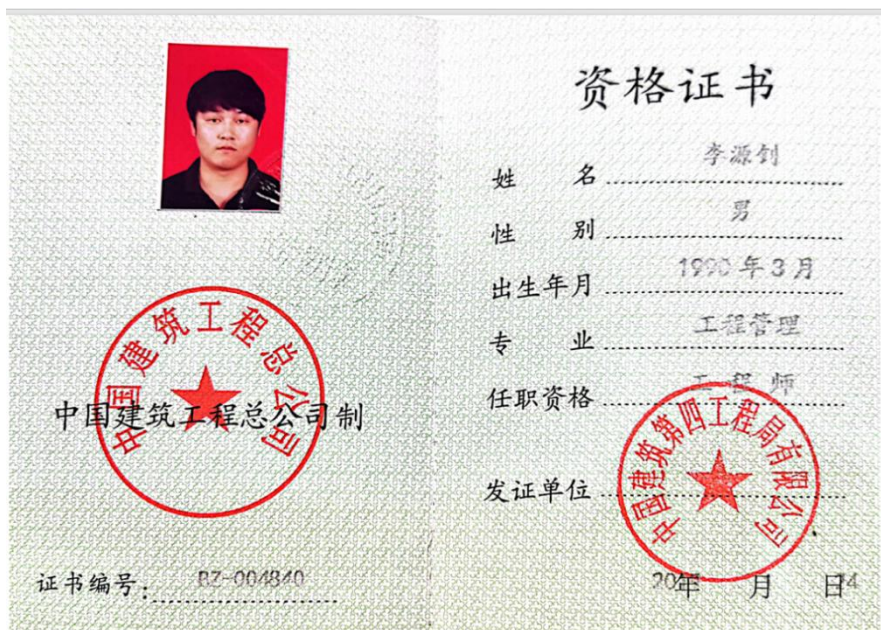 中国建筑工程总公司
中国建筑工程总公司制
证书编号: BZ-004840
资格证书
姓名 李源钊
性别 男
出生年月 1990年3月
专业 工程管理
任职资格 工程师
发证单位
中国建筑第四工程局有限公司
20 年 月 日 14